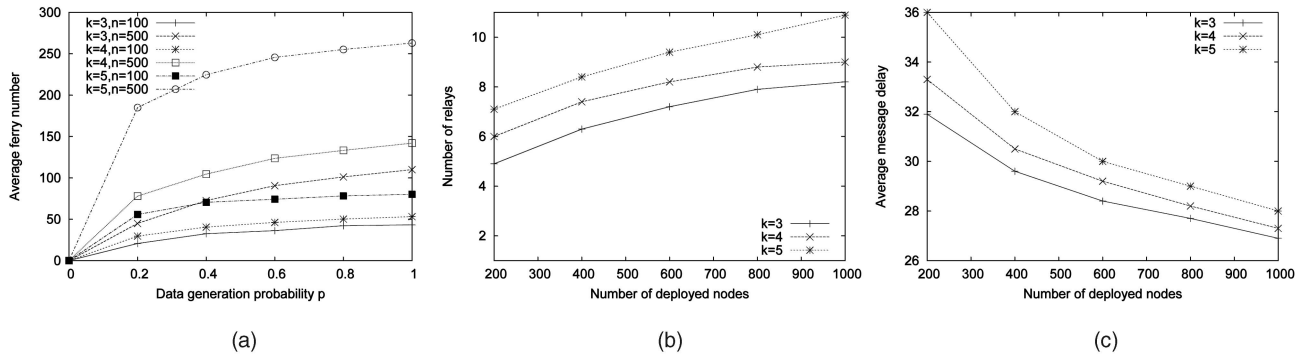 300
250
200
150
100
50
0
Average ferry number
k=3,n=100
k=3,n=500
k=4,n=100
k=4,n=500
k=5,n=100
k=5,n=500
0 0.2 0.4 0.6 0.8 1
Data generation probability p
(a)
10
8
6
4
2
Number of relays
k=3
k=4
k=5
200 300 400 500 600 700 800 900 1000
Number of deployed nodes
(b)
36
34
32
30
28
26
Average message delay
k=3
k=4
k=5
200 300 400 500 600 700 800 900 1000
Number of deployed nodes
(c)